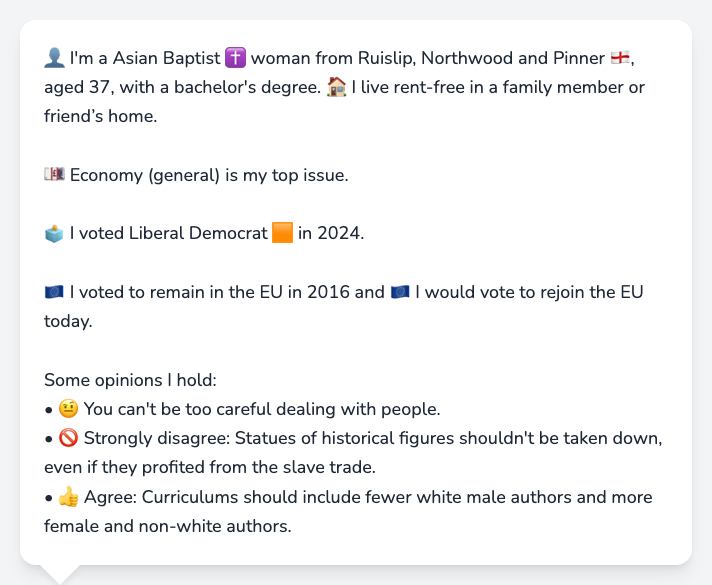 👤 I'm a Asian Baptist ✝️ woman from Ruislip, Northwood and Pinner 🏴󠁧󠁢󠁥󠁮󠁧󠁿,
aged 37, with a bachelor's degree. 🏠 I live rent-free in a family member or
friend’s home.
💷 Economy (general) is my top issue.
🗳️ I voted Liberal Democrat 🟧 in 2024.
🇪🇺 I voted to remain in the EU in 2016 and 🇪🇺 I would vote to rejoin the EU
today.
Some opinions I hold:
• 🤨 You can't be too careful dealing with people.
• 🚫 Strongly disagree: Statues of historical figures shouldn't be taken down,
even if they profited from the slave trade.
• 👍 Agree: Curriculums should include fewer white male authors and more
female and non-white authors.